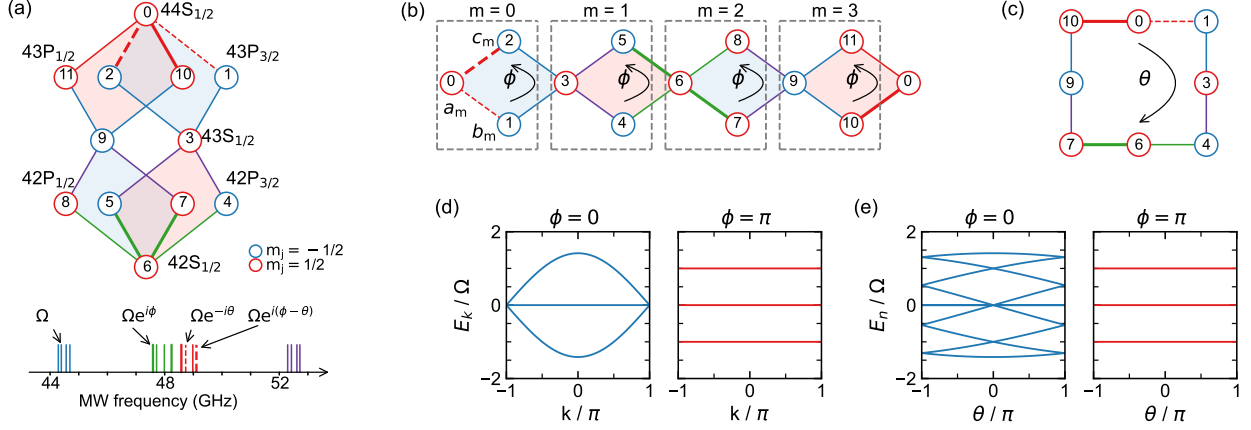 (a)
0
44S1/2
43P1/2
43P3/2
11
2
10
1
9
3
43S1/2
42P1/2
42P3/2
8
5
7
4
6
42S1/2
mj = − 1/2
mj = 1/2
Ω
Ωe^iϕ
Ωe^−iθ
Ωe^i(ϕ − θ)
44
48
52
MW frequency (GHz)
(b)
m = 0
m = 1
m = 2
m = 3
cm
2
5
8
11
0
ϕ
3
ϕ
6
ϕ
9
ϕ
0
am
bm
1
4
7
10
(c)
10
0
1
9
θ
3
7
6
4
(d)
ϕ = 0
ϕ = π
Ek / Ω
2
0
−2
−1
0
1
−1
0
1
k / π
k / π
(e)
ϕ = 0
ϕ = π
En / Ω
2
0
−2
−1
0
1
−1
0
1
θ / π
θ / π